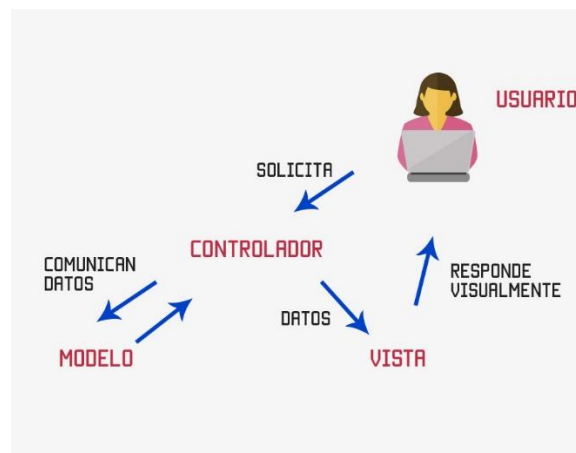 USUARIO
SOLICITA
CONTROLADOR
COMUNICAN
DATOS
RESPONDE
VISUALMENTE
DATOS
MODELO
VISTA